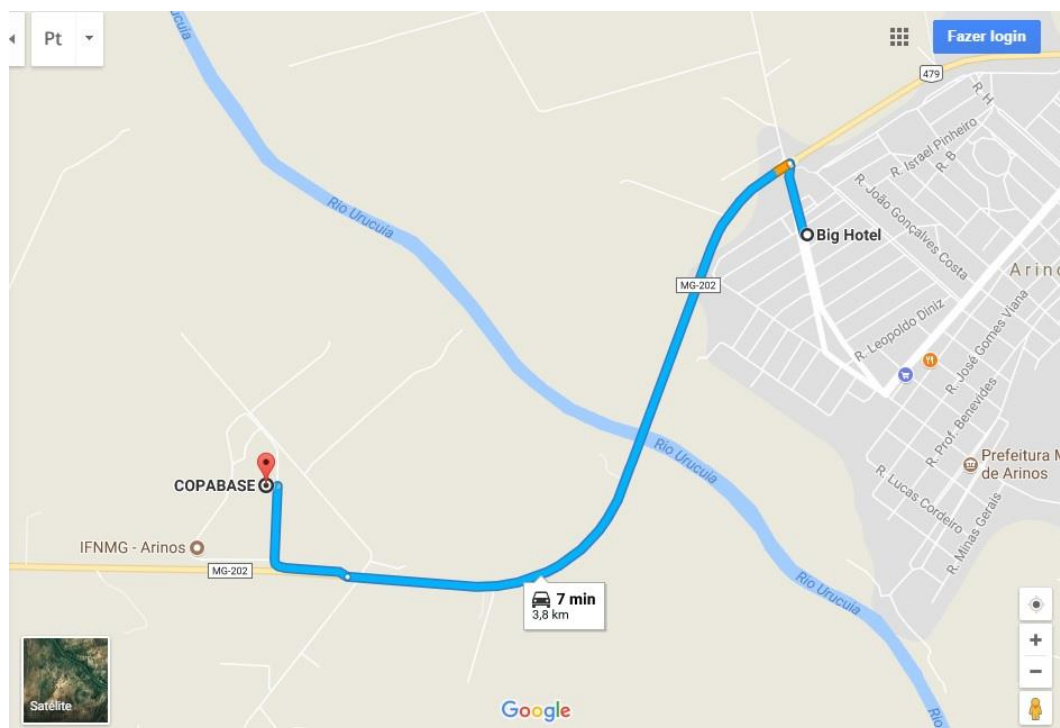 Pt
Fazer login
479
R. H
R. Israel Pinheiro
R. B
R. João Gonçalves Costa
Rio Urucuia
Big Hotel
MG-202
R. Leopoldo Diniz
R. José Gomes Viana
R. Prof. Benevides
Prefeitura M
de Arinos
Rio Urucuia
R. Lucas Cordeiro
R. Minas Gerais
COPABASE
IFNMG - Arinos
MG-202
7 min
3,8 km
Rio Urucuia
Rio
Satélite
Google